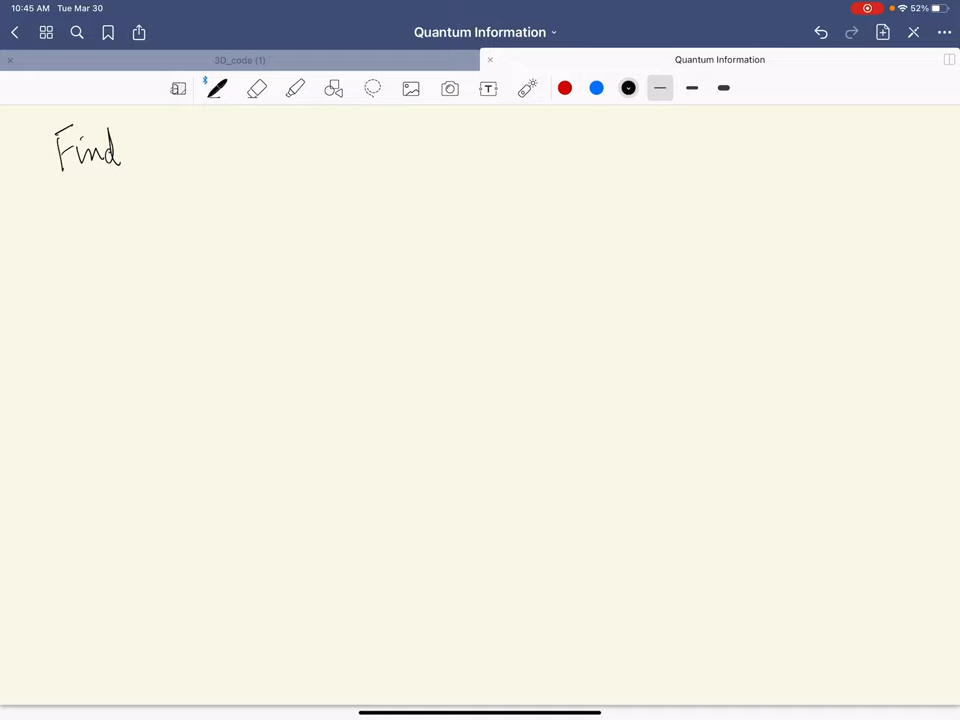 10:45 AM Tue Mar 30 52%
Quantum Information
3D_code (1) Quantum Information
T
Find